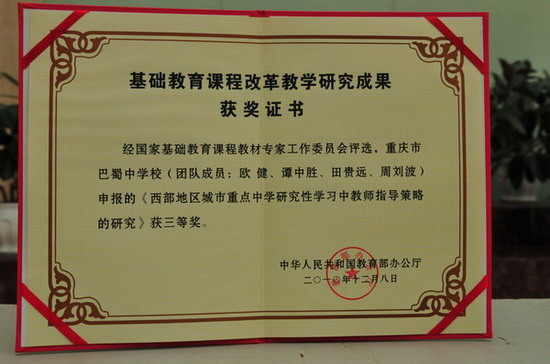 基础教育课程改革教学研究成果
获奖证书
经国家基础教育课程教材专家工作委员会评选，重庆市
巴蜀中学校（团队成员：欧 健、谭中胜、田贵远、周刘波）
申报的《西部地区城市重点中学研究性学习中教师指导策略
的研究》获三等奖。
中华人民共和国教育部办公厅
二〇一〇年十二月八日